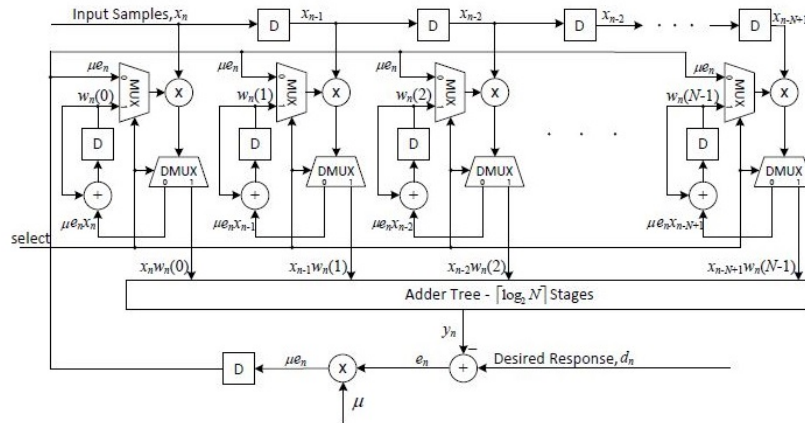 Input Samples, xn D xn-1 D xn-2 D xn-2 . . . . D xn-N+1
μen 0 MUX 1 X μen 0 MUX 1 X μen 0 MUX 1 X μen 0 MUX 1 X
wn(0) wn(1) wn(2) wn(N-1)
D D D . . . D
DMUX 0 1 DMUX 0 1 DMUX 0 1 DMUX 0 1
+ + + +
μenxn μenxn-1 μenxn-2 μenxn-N+1
select
xnwn(0) xn-1wn(1) xn-2wn(2) xn-N+1wn(N-1)
Adder Tree - ⌈log2 N⌉ Stages
yn
−
D μen X en + Desired Response, dn
μ